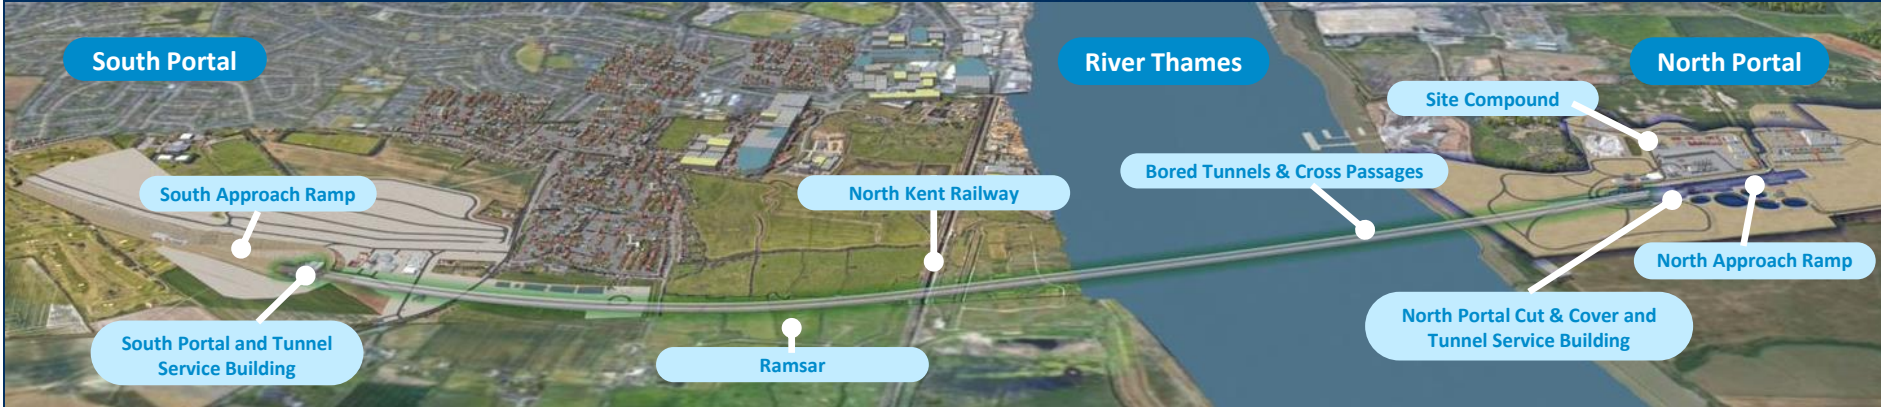 South Portal
River Thames
North Portal
Site Compound
Bored Tunnels & Cross Passages
South Approach Ramp
North Kent Railway
North Approach Ramp
South Portal and Tunnel
Service Building
Ramsar
North Portal Cut & Cover and
Tunnel Service Building